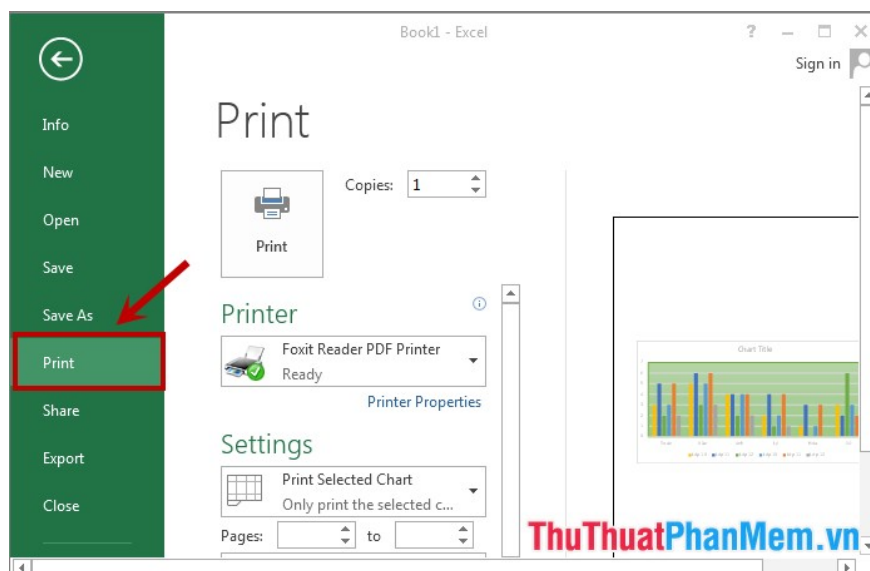 Book1 - Excel
?
Sign in
Info
New
Open
Save
Save As
Print
Share
Export
Close
Print
Print
Copies: 1
Printer
Foxit Reader PDF Printer
Ready
Printer Properties
Settings
Print Selected Chart
Only print the selected c...
Pages: to
Chart Title
ThuThuatPhanMem.vn